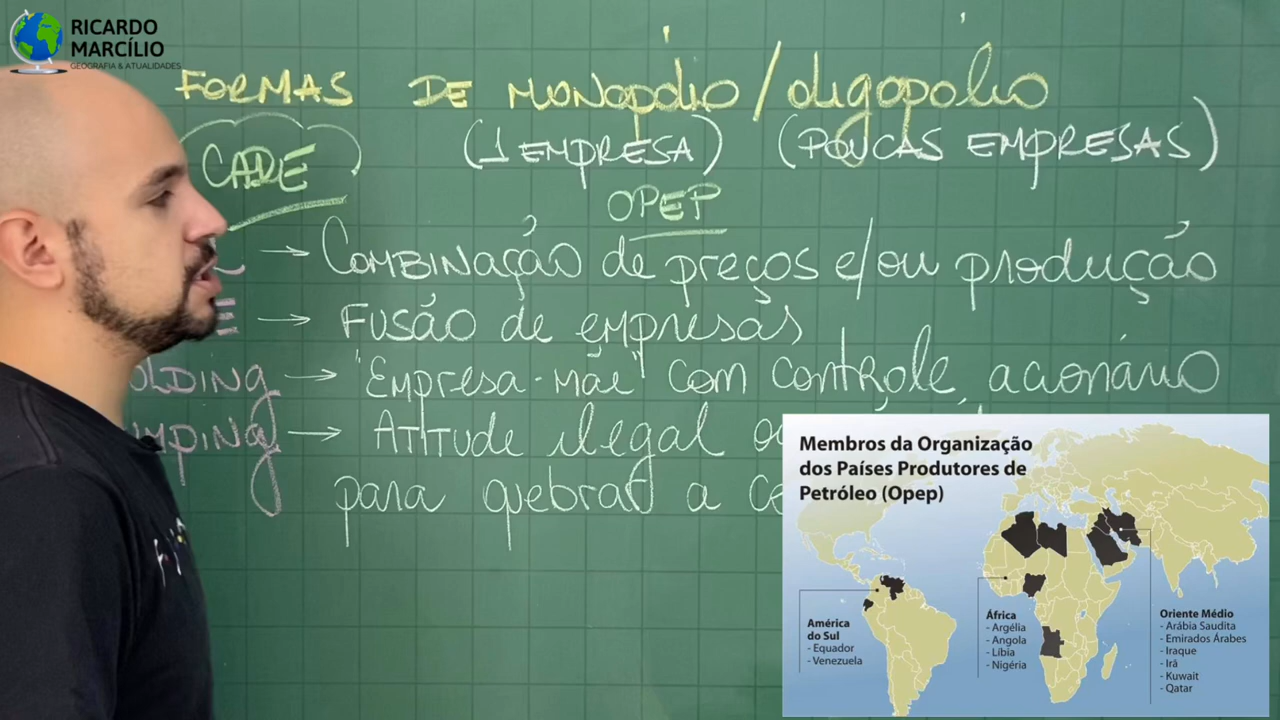 RICARDO
MARCÍLIO
GEOGRAFIA & ATUALIDADES
FORMAS DE MONOPÓLIO/OLIGOPÓLIO
(1 EMPRESA) (POUCAS EMPRESAS)
CADE
OPEP
→ COMBINAÇÃO de preços e/ou produção
→ FUSÃO de empresas
→ "EMPRESA-MÃE" com controle acionário
→ ATITUDE ilegal
para quebrar a
Membros da Organização
dos Países Produtores de
Petróleo (Opep)
América
do Sul
- Equador
- Venezuela
África
- Argélia
- Angola
- Líbia
- Nigéria
Oriente Médio
- Arábia Saudita
- Emirados Árabes
- Iraque
- Irã
- Kuwait
- Qatar